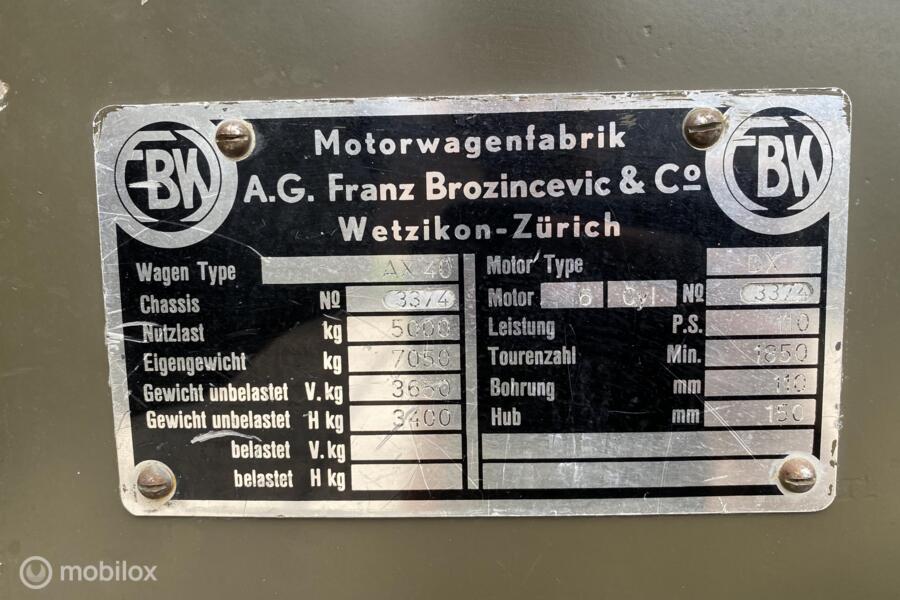 FBW
FBW
Motorwagenfabrik
A.G. Franz Brozincevic & Cº
Wetzikon-Zürich
Wagen Type AX 40
Chassis Nº 3374
Nutzlast kg 5000
Eigengewicht kg 7050
Gewicht unbelastet V. kg 3650
Gewicht unbelastet H kg 3400
belastet V. kg
belastet H kg
Motor Type DX
Motor 6 Cyl. Nº 3374
Leistung P.S. 110
Tourenzahl Min. 1850
Bohrung mm 110
Hub mm 150
mobilox